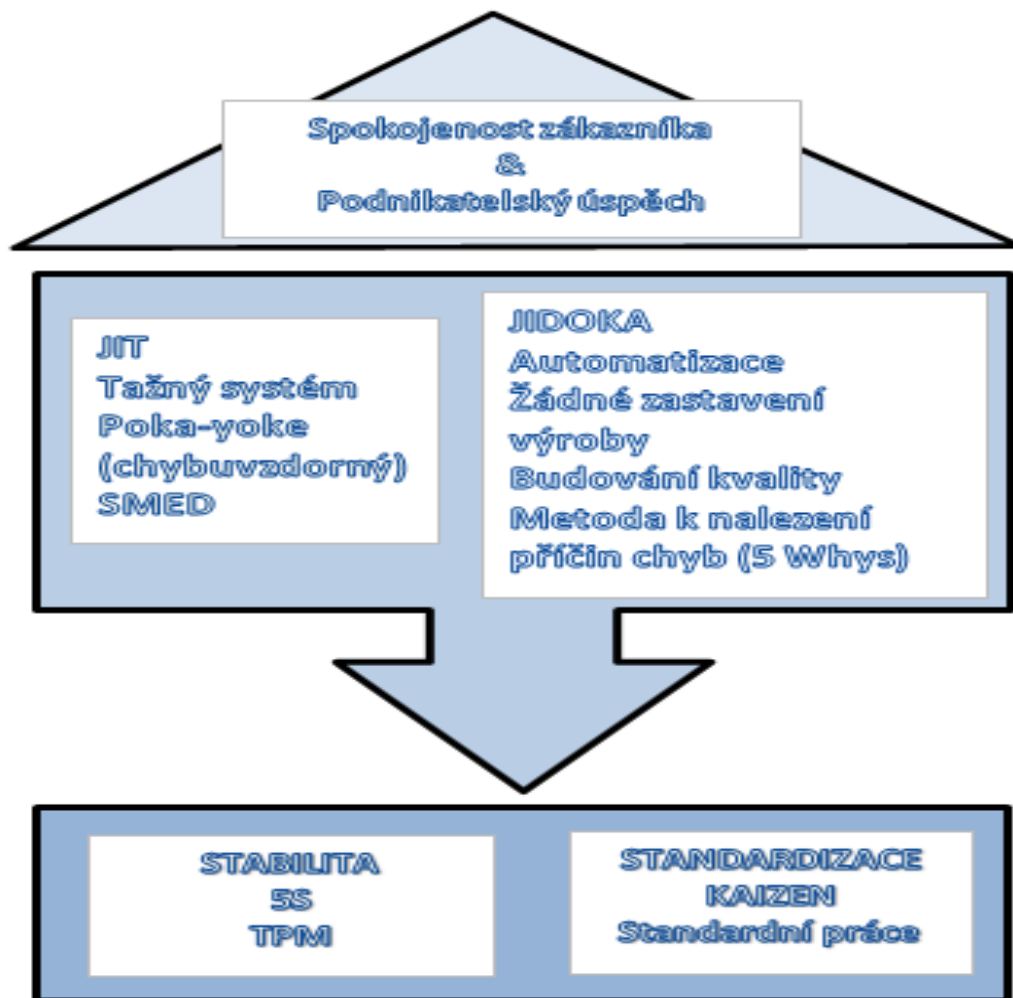 Spokojenost zákazníka
&
Podnikatelský úspěch
JIT
Tažný systém
Poka-yoke
(chybuvzdorný)
SMED
JIDOKA
Automatizace
Žádné zastavení
výroby
Budování kvality
Metoda k nalezení
příčin chyb (5 Whys)
STABILITA
5S
TPM
STANDARDIZACE
KAIZEN
Standardní práce